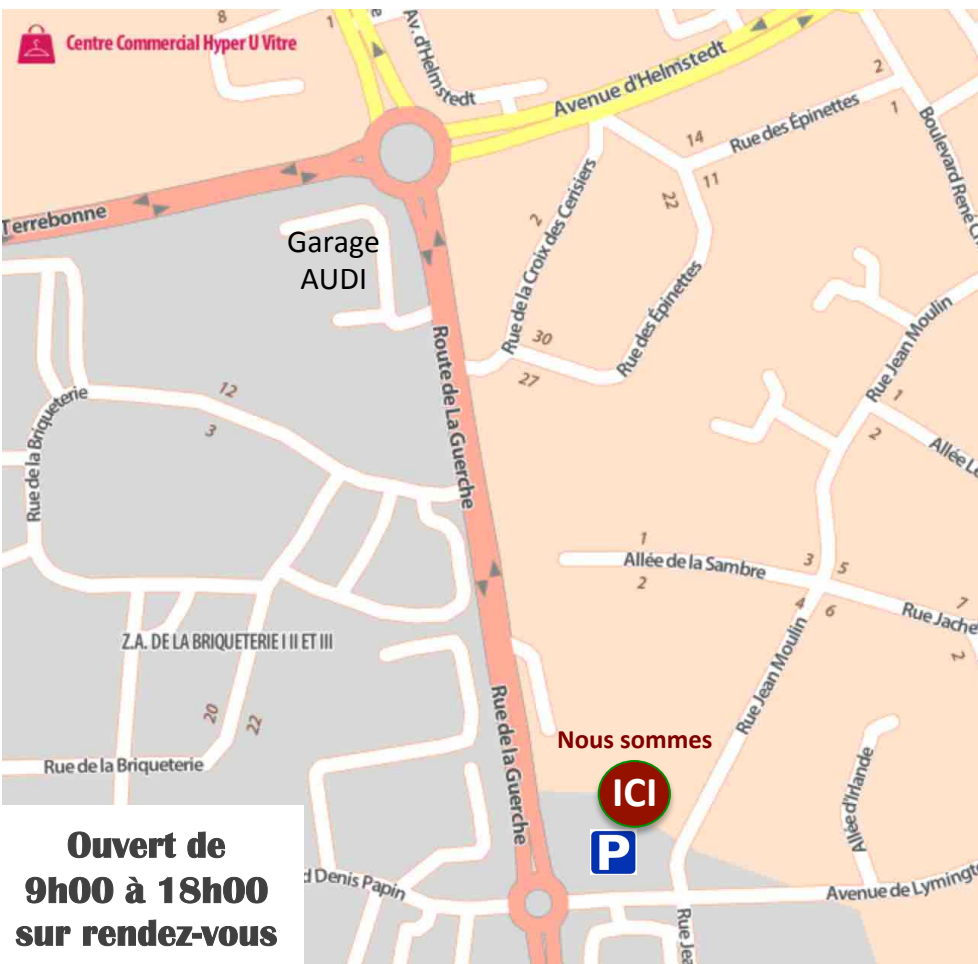 8
1
Centre Commercial Hyper U Vitre
Av. d'Helmstedt
Avenue d'Helmstedt
2
1
14
Rue des Épinettes
11
22
Boulevard René
Terrebonne
Garage
AUDI
2
Rue de la Croix des Cerisiers
Rue des Épinettes
30
27
Route de La Guerche
Rue Jean Moulin
1
2
Allée
12
3
Rue de la Briqueterie
1
Allée de la Sambre
2
3
5
4
6
7
2
Rue
Rue Jean Moulin
Z.A. DE LA BRIQUETERIE I II ET III
20
22
Rue de la Briqueterie
Rue de la Guerche
Nous sommes
ICI
P
Allée d'Irlande
Ouvert de
9h00 à 18h00
sur rendez-vous
Denis Papin
Avenue de
Rue